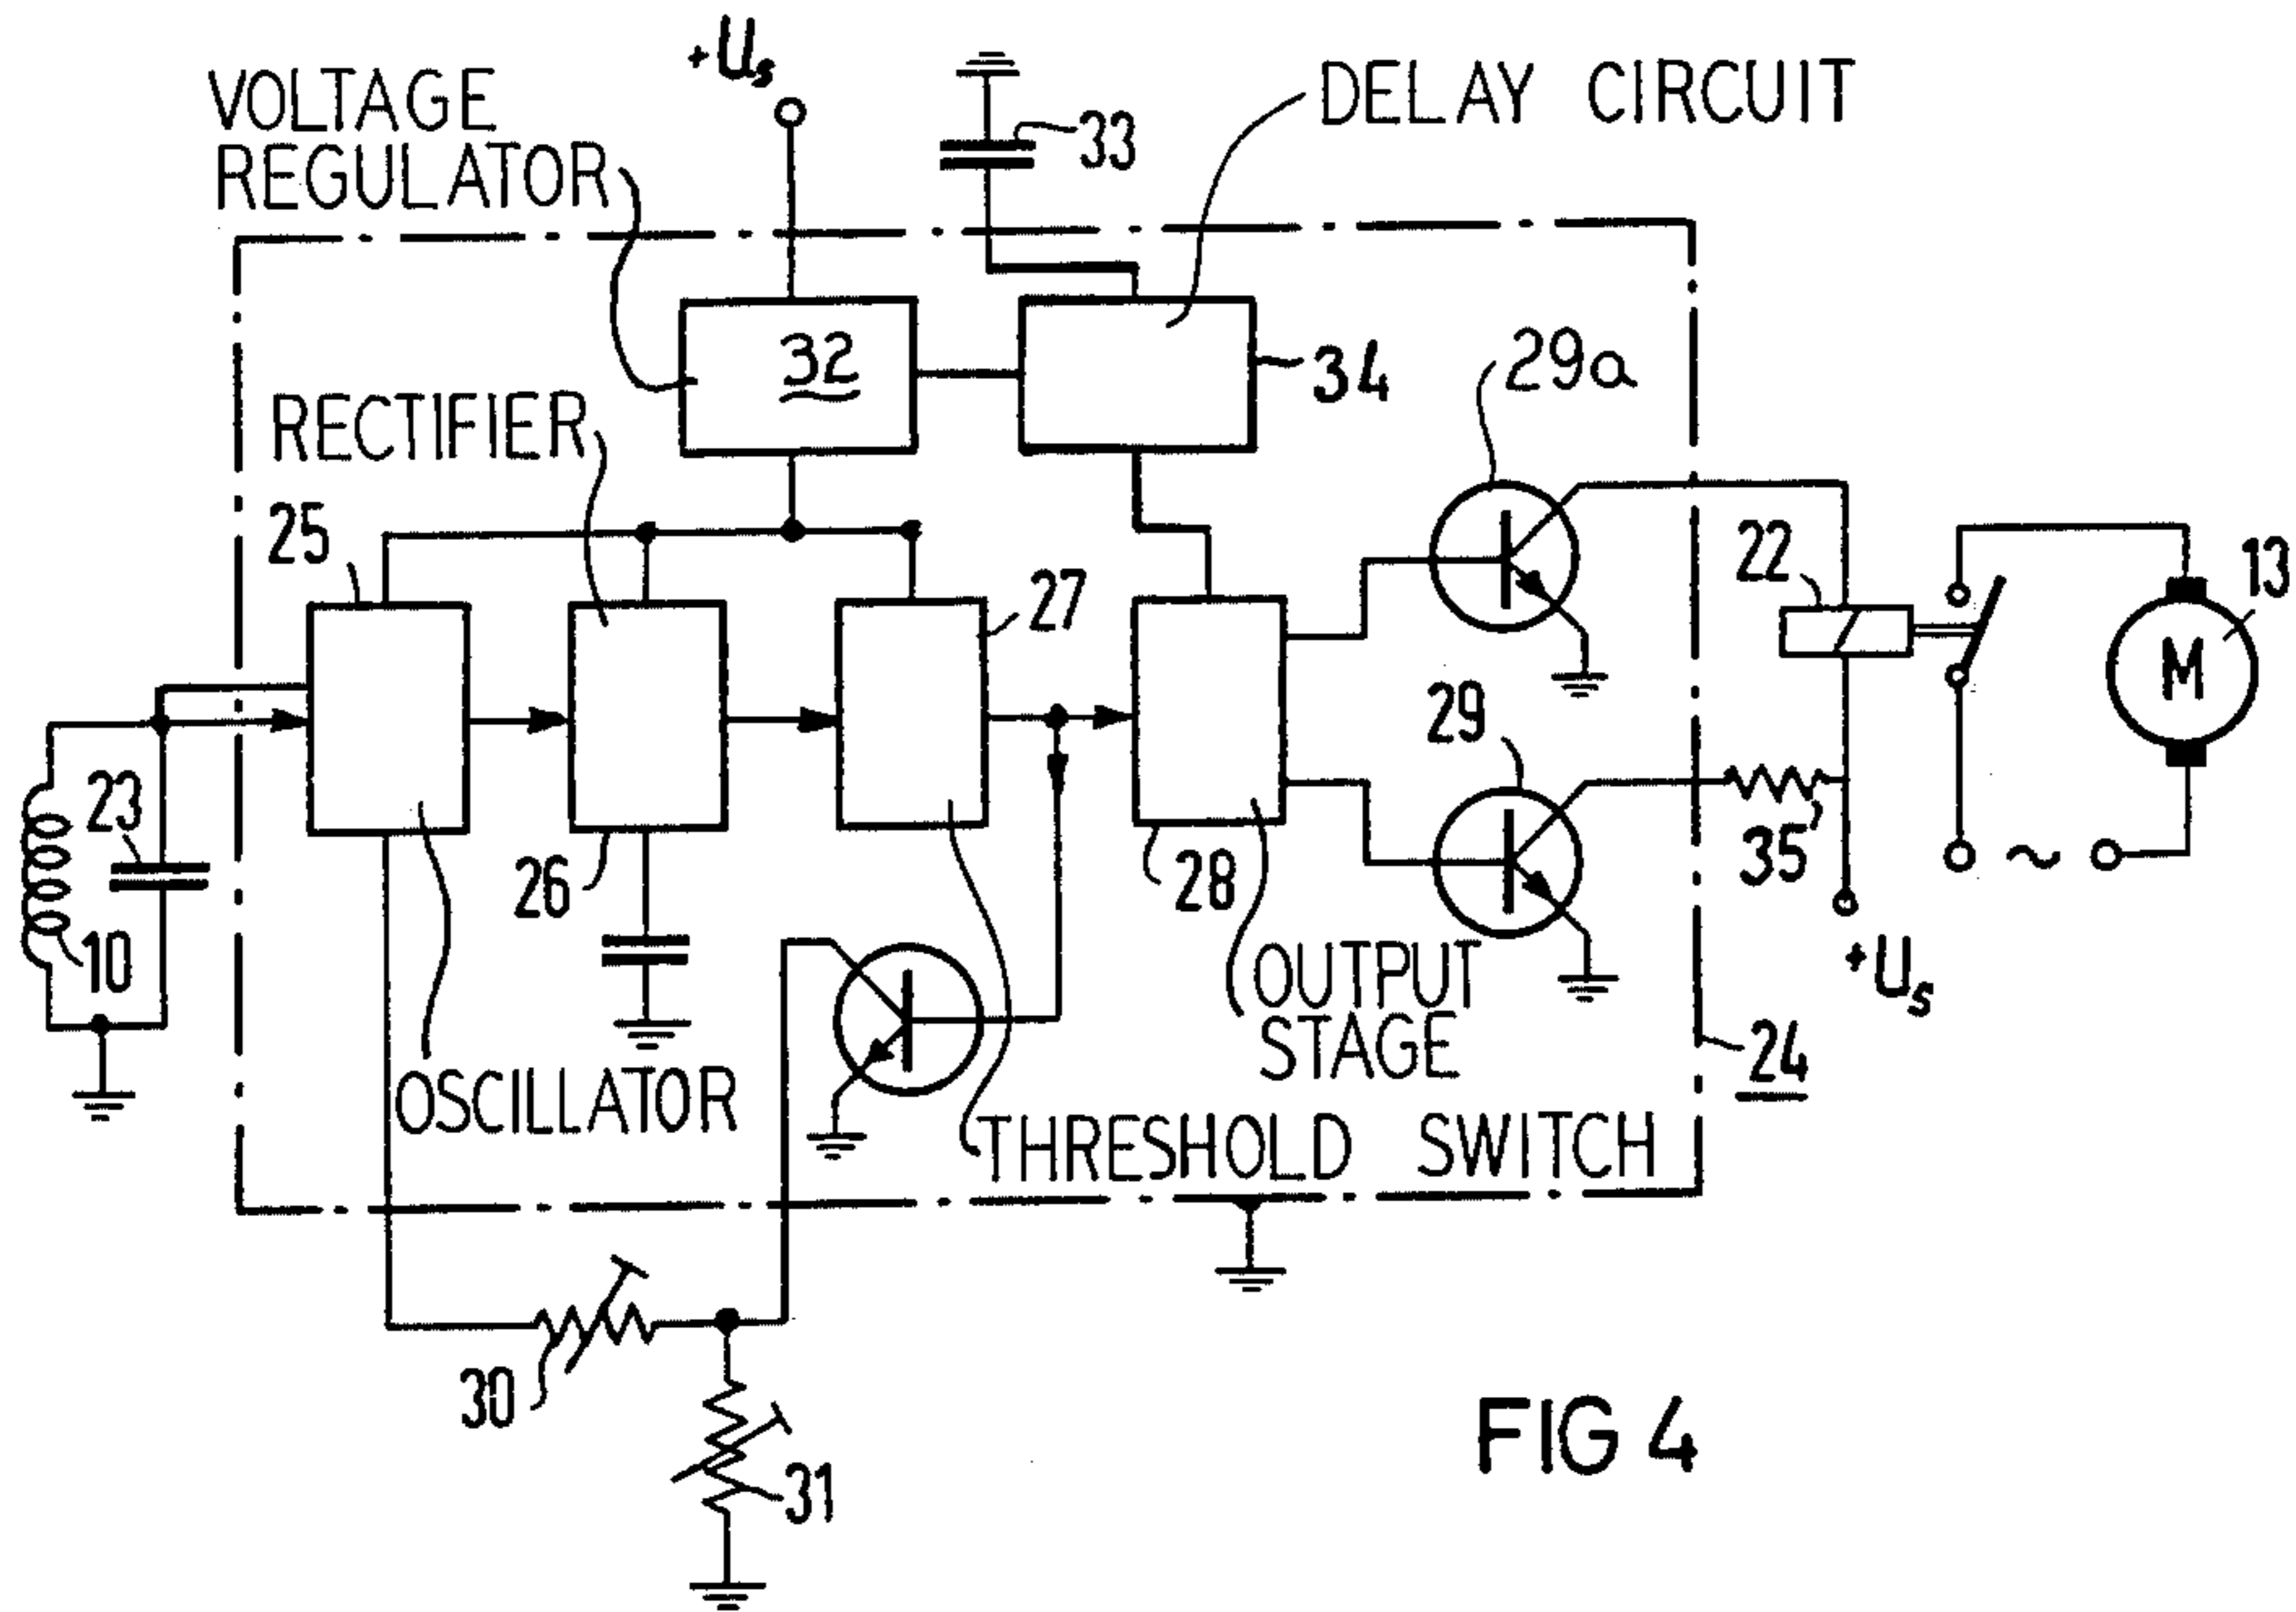 +Us
VOLTAGE
REGULATOR
33
DELAY CIRCUIT
32
34
29a
RECTIFIER
25
27
22
13
M
29
23
26
28
35
10
OUTPUT
STAGE
+Us
24
OSCILLATOR
THRESHOLD SWITCH
~
30
31
FIG 4